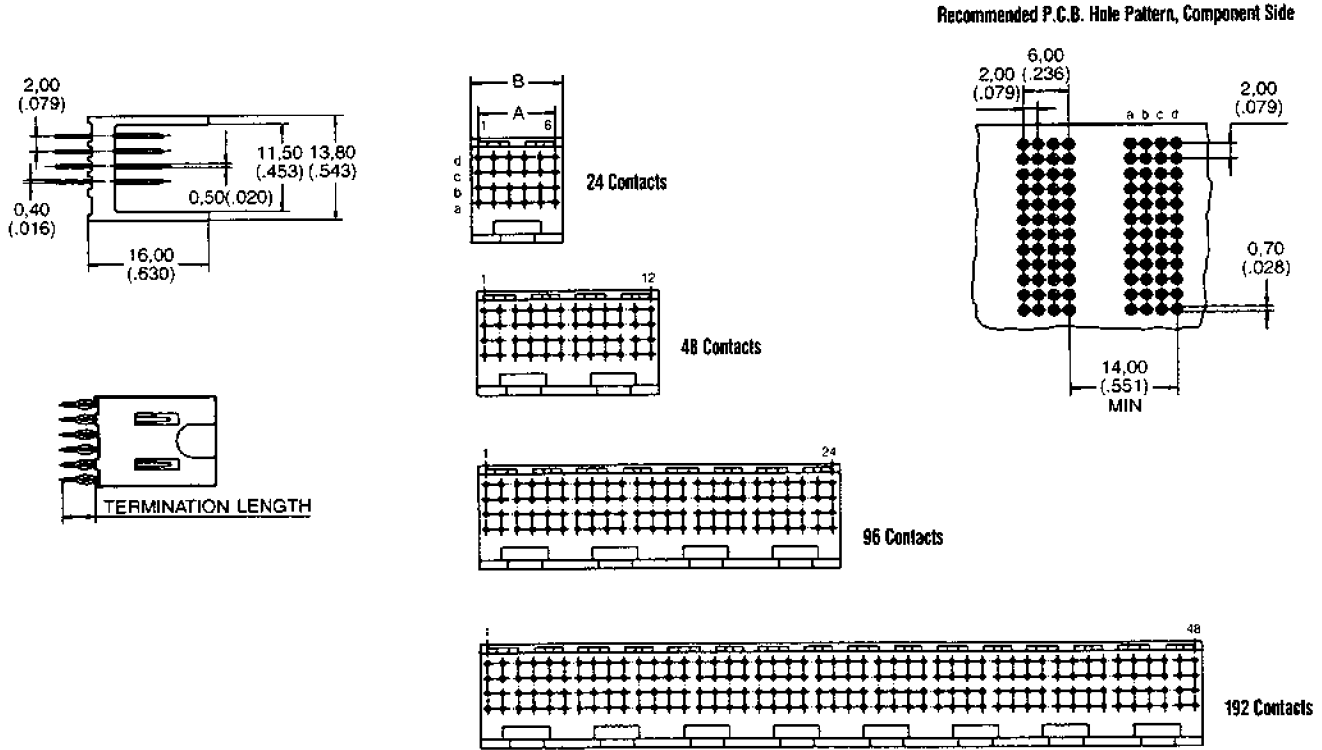 Recommended P.C.B. Hole Pattern, Component Side
2,00
(.079)
11,50 13,80
(.453) (.543)
0,50(.020)
0,40
(.016)
16,00
(.630)
TERMINATION LENGTH
B
A
1 6
d
c
b
a
24 Contacts
1 12
48 Contacts
1 24
96 Contacts
48
192 Contacts
6,00
2,00 (.236)
(.079)
2,00
(.079)
a b c d
0,70
(.028)
14,00
(.551)
MIN